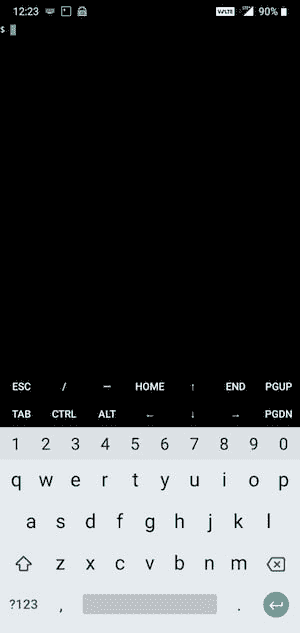 12:23 VoLTE 90%
$
ESC / — HOME ↑ END PGUP
TAB CTRL ALT ← ↓ → PGDN
1 2 3 4 5 6 7 8 9 0
q w e r t y u i o p
a s d f g h j k l
z x c v b n m
?123 , .